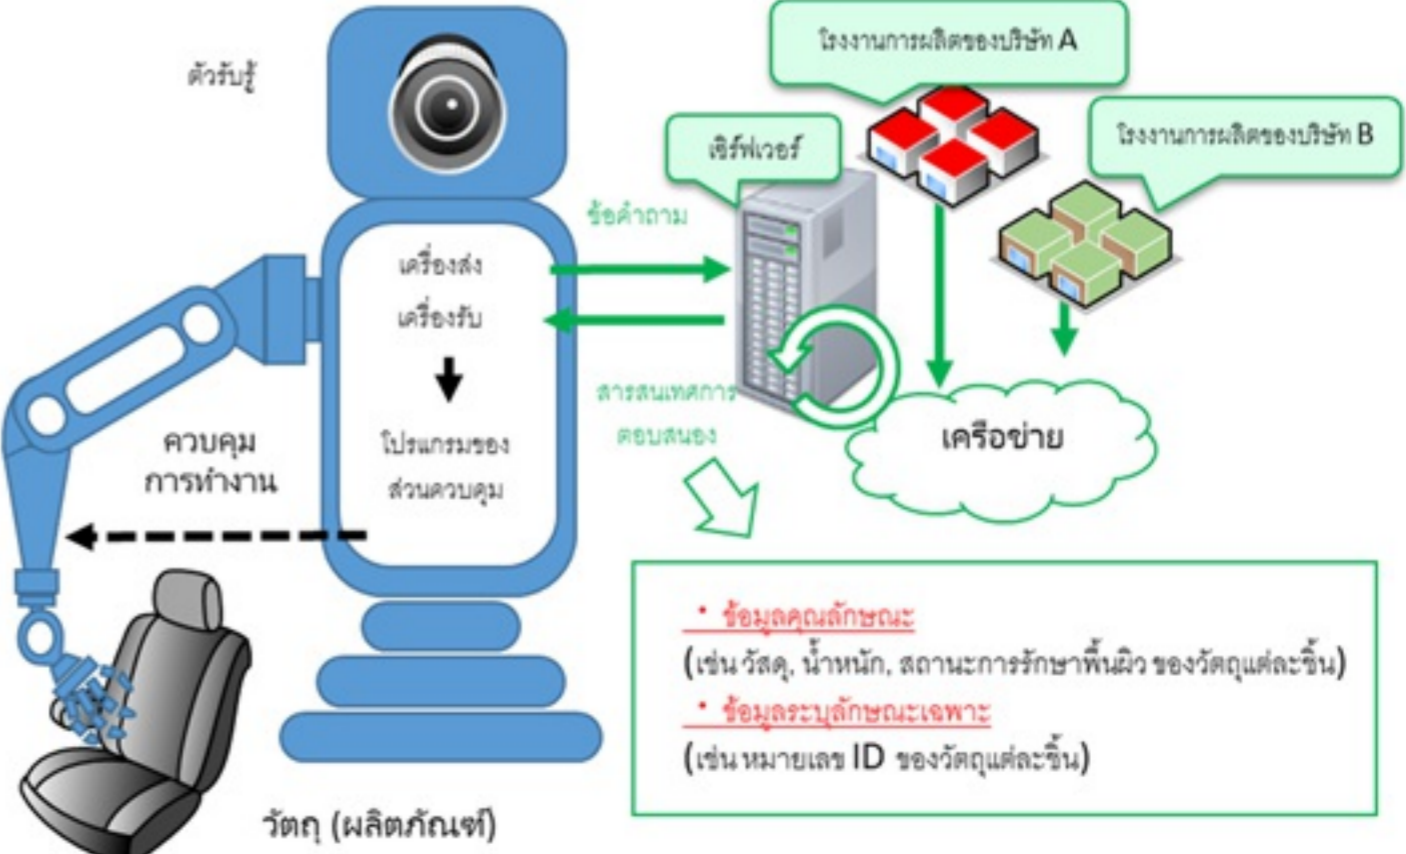 ตัวรับรู้
โรงงานการผลิตของบริษัท A
โรงงานการผลิตของบริษัท B
เซิร์ฟเวอร์
ข้อคำถาม
เครื่องส่ง
เครื่องรับ
สารสนเทศการ
ตอบสนอง
เครือข่าย
ควบคุม
การทำงาน
โปรแกรมของ
ส่วนควบคุม
• ข้อมูลคุณลักษณะ
(เช่น วัสดุ, น้ำหนัก, สถานะการรักษาพื้นผิว ของวัตถุแต่ละชิ้น)
• ข้อมูลระบุลักษณะเฉพาะ
(เช่น หมายเลข ID ของวัตถุแต่ละชิ้น)
วัตถุ (ผลิตภัณฑ์)